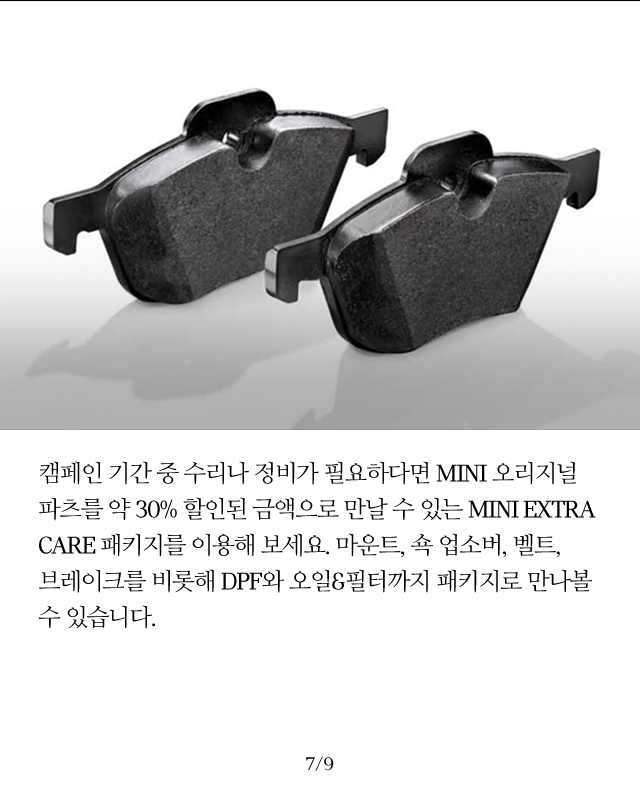 캠페인 기간 중 수리나 정비가 필요하다면 MINI 오리지널
파츠를 약 30% 할인된 금액으로 만날 수 있는 MINI EXTRA
CARE 패키지를 이용해 보세요. 마운트, 쇽 업소버, 벨트,
브레이크를 비롯해 DPF와 오일&필터까지 패키지로 만나볼
수 있습니다.
7/9